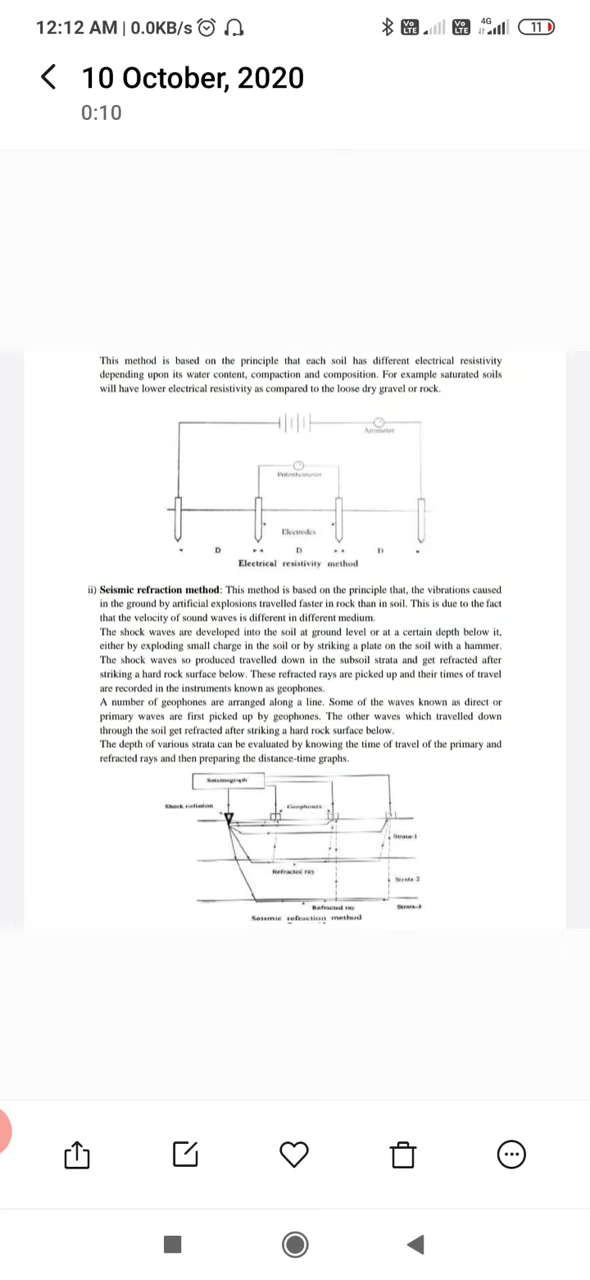 12:12 AM | 0.0KB/s
Vo LTE
Vo LTE
4G
11
10 October, 2020
0:10
This method is based on the principle that each soil has different electrical resistivity
depending upon its water content, compaction and composition. For example saturated soils
will have lower electrical resistivity as compared to the loose dry gravel or rock.
Ammeter
Potentiometer
Electrodes
D D D
Electrical resistivity method
ii) Seismic refraction method: This method is based on the principle that, the vibrations caused
in the ground by artificial explosions travelled faster in rock than in soil. This is due to the fact
that the velocity of sound waves is different in different medium.
The shock waves are developed into the soil at ground level or at a certain depth below it,
either by exploding small charge in the soil or by striking a plate on the soil with a hammer.
The shock waves so produced travelled down in the subsoil strata and get refracted after
striking a hard rock surface below. These refracted rays are picked up and their times of travel
are recorded in the instruments known as geophones.
A number of geophones are arranged along a line. Some of the waves known as direct or
primary waves are first picked up by geophones. The other waves which travelled down
through the soil get refracted after striking a hard rock surface below.
The depth of various strata can be evaluated by knowing the time of travel of the primary and
refracted rays and then preparing the distance-time graphs.
Seismograph
Shock
Geophones
Strata-1
Refracted ray
Strata-2
Refracted ray
Strata-3
Seismic refraction method